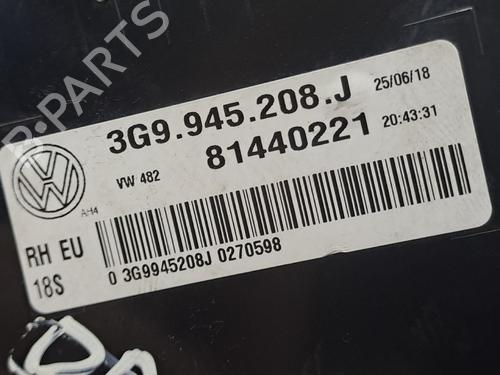 R-PARTS
3G9.945.208.J 25/06/18
81440221 20:43:31
VW 482
AH4
RH EU
18S
0 3G9945208J 0270598